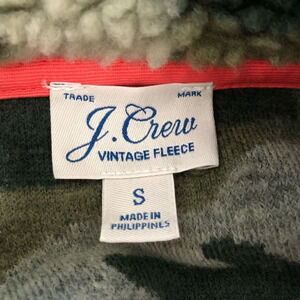 TRADE MARK
J.Crew
VINTAGE FLEECE
S
MADE IN
PHILIPPINES